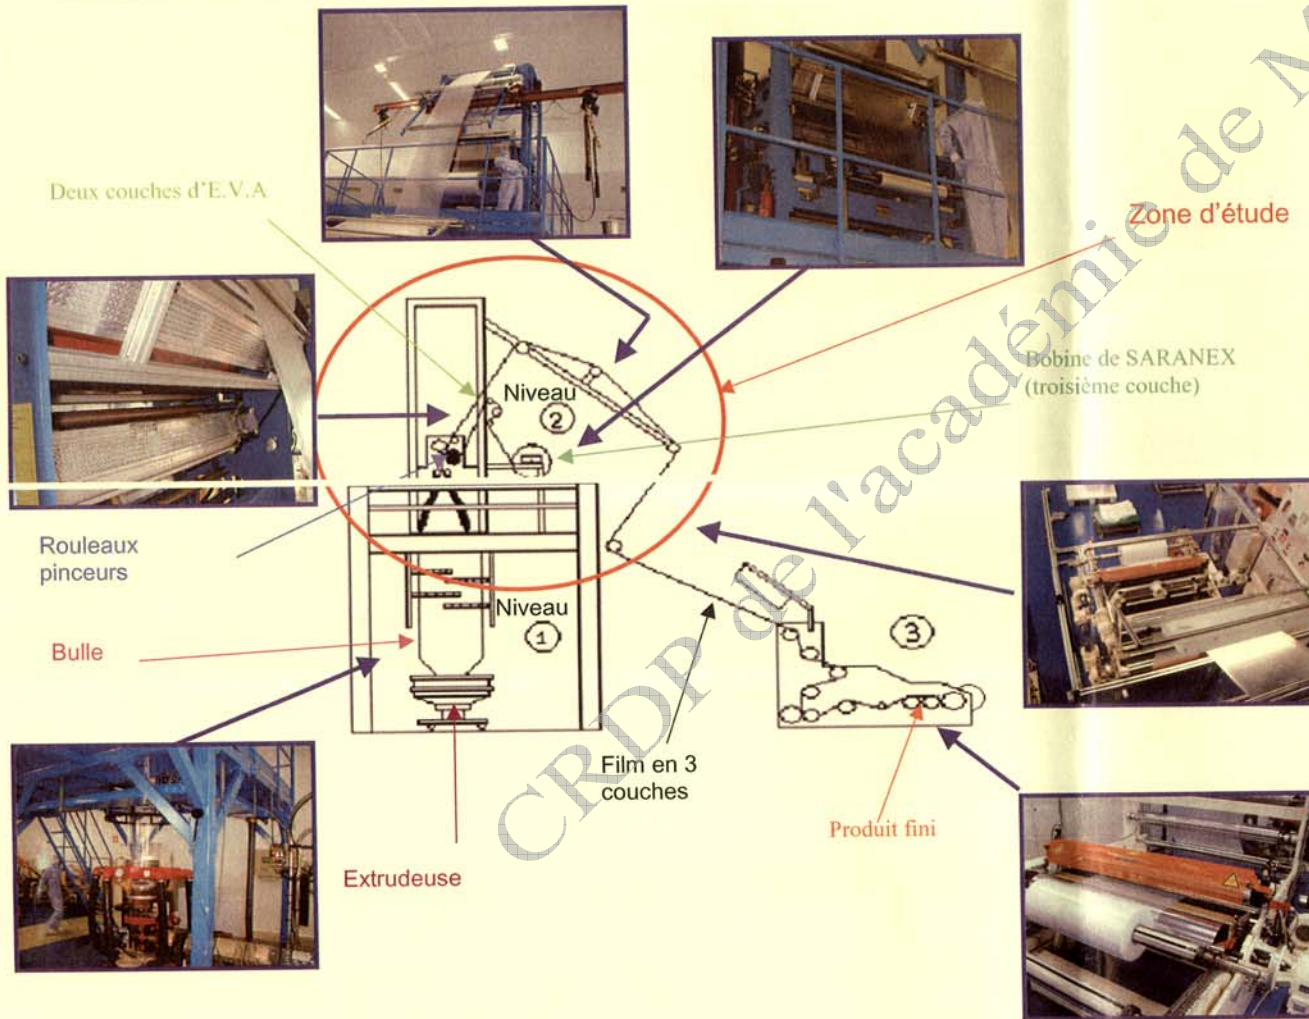 Deux couches d'E.V.A
Zone d'étude
Bobine de SARANEX
(troisième couche)
Niveau
2
Rouleaux
pinceurs
Niveau
1
Bulle
3
Film en 3
couches
Produit fini
Extrudeuse
CRDP de l'académie de M